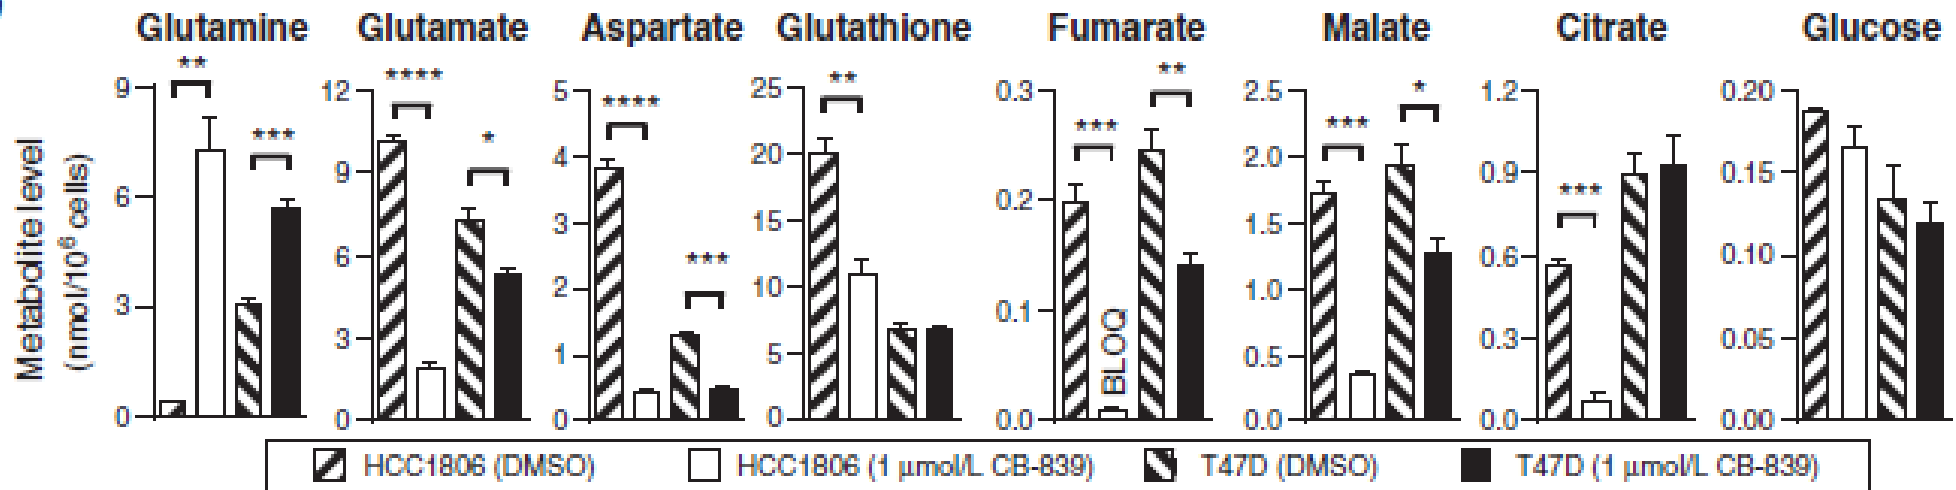 Glutamine Glutamate Aspartate Glutathione Fumarate Malate Citrate Glucose
** **** **** ** ** * 
*** * *** *** *** ***
9 12 5 25 0.3 2.5 1.2 0.20
4 20 2.0
6 9 3 15 0.2 1.5 0.9 0.15
6 2 10 1.0 0.6 0.10
3 3 1 5 0.1 0.5 0.3 0.05
0 0 0 0 0.0 0.0 0.0 0.00
Metabolite level
(nmol/10⁶ cells)
BLOQ
HCC1806 (DMSO) HCC1806 (1 µmol/L CB-839) T47D (DMSO) T47D (1 µmol/L CB-839)